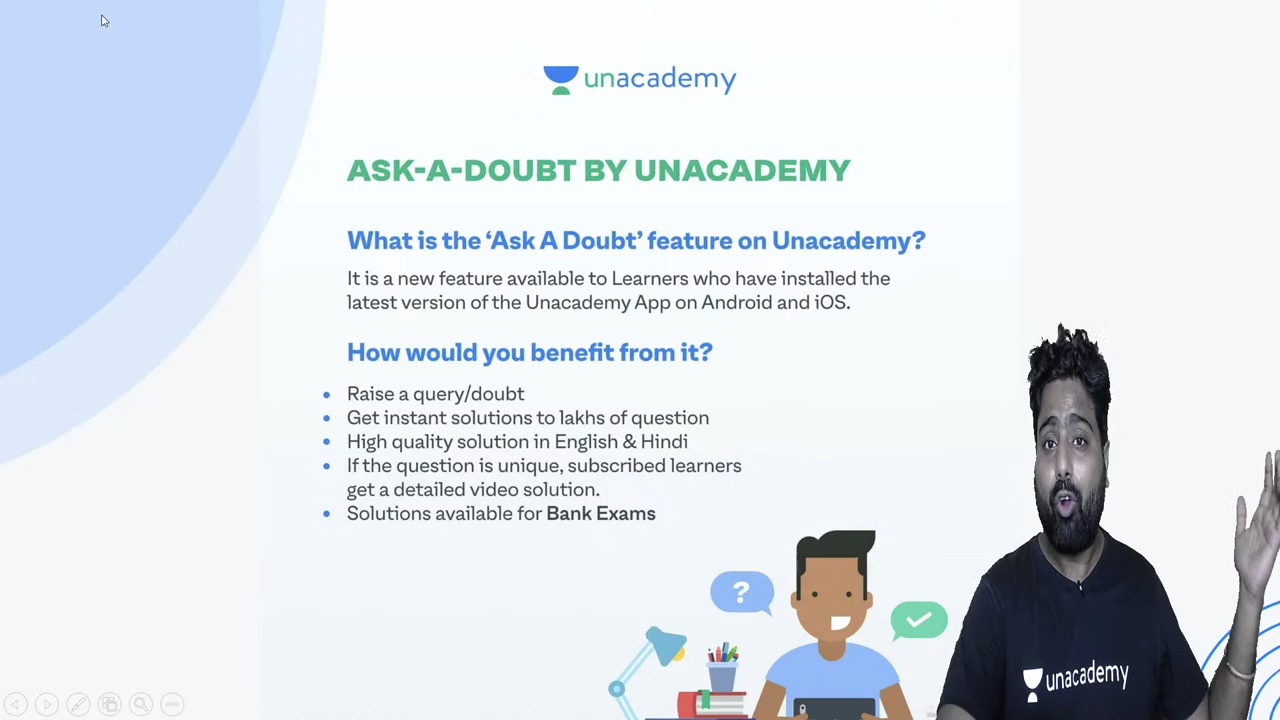 unacademy
ASK-A-DOUBT BY UNACADEMY
What is the ‘Ask A Doubt’ feature on Unacademy?
It is a new feature available to Learners who have installed the
latest version of the Unacademy App on Android and iOS.
How would you benefit from it?
• Raise a query/doubt
• Get instant solutions to lakhs of question
• High quality solution in English & Hindi
• If the question is unique, subscribed learners
get a detailed video solution.
• Solutions available for Bank Exams
?
unacademy